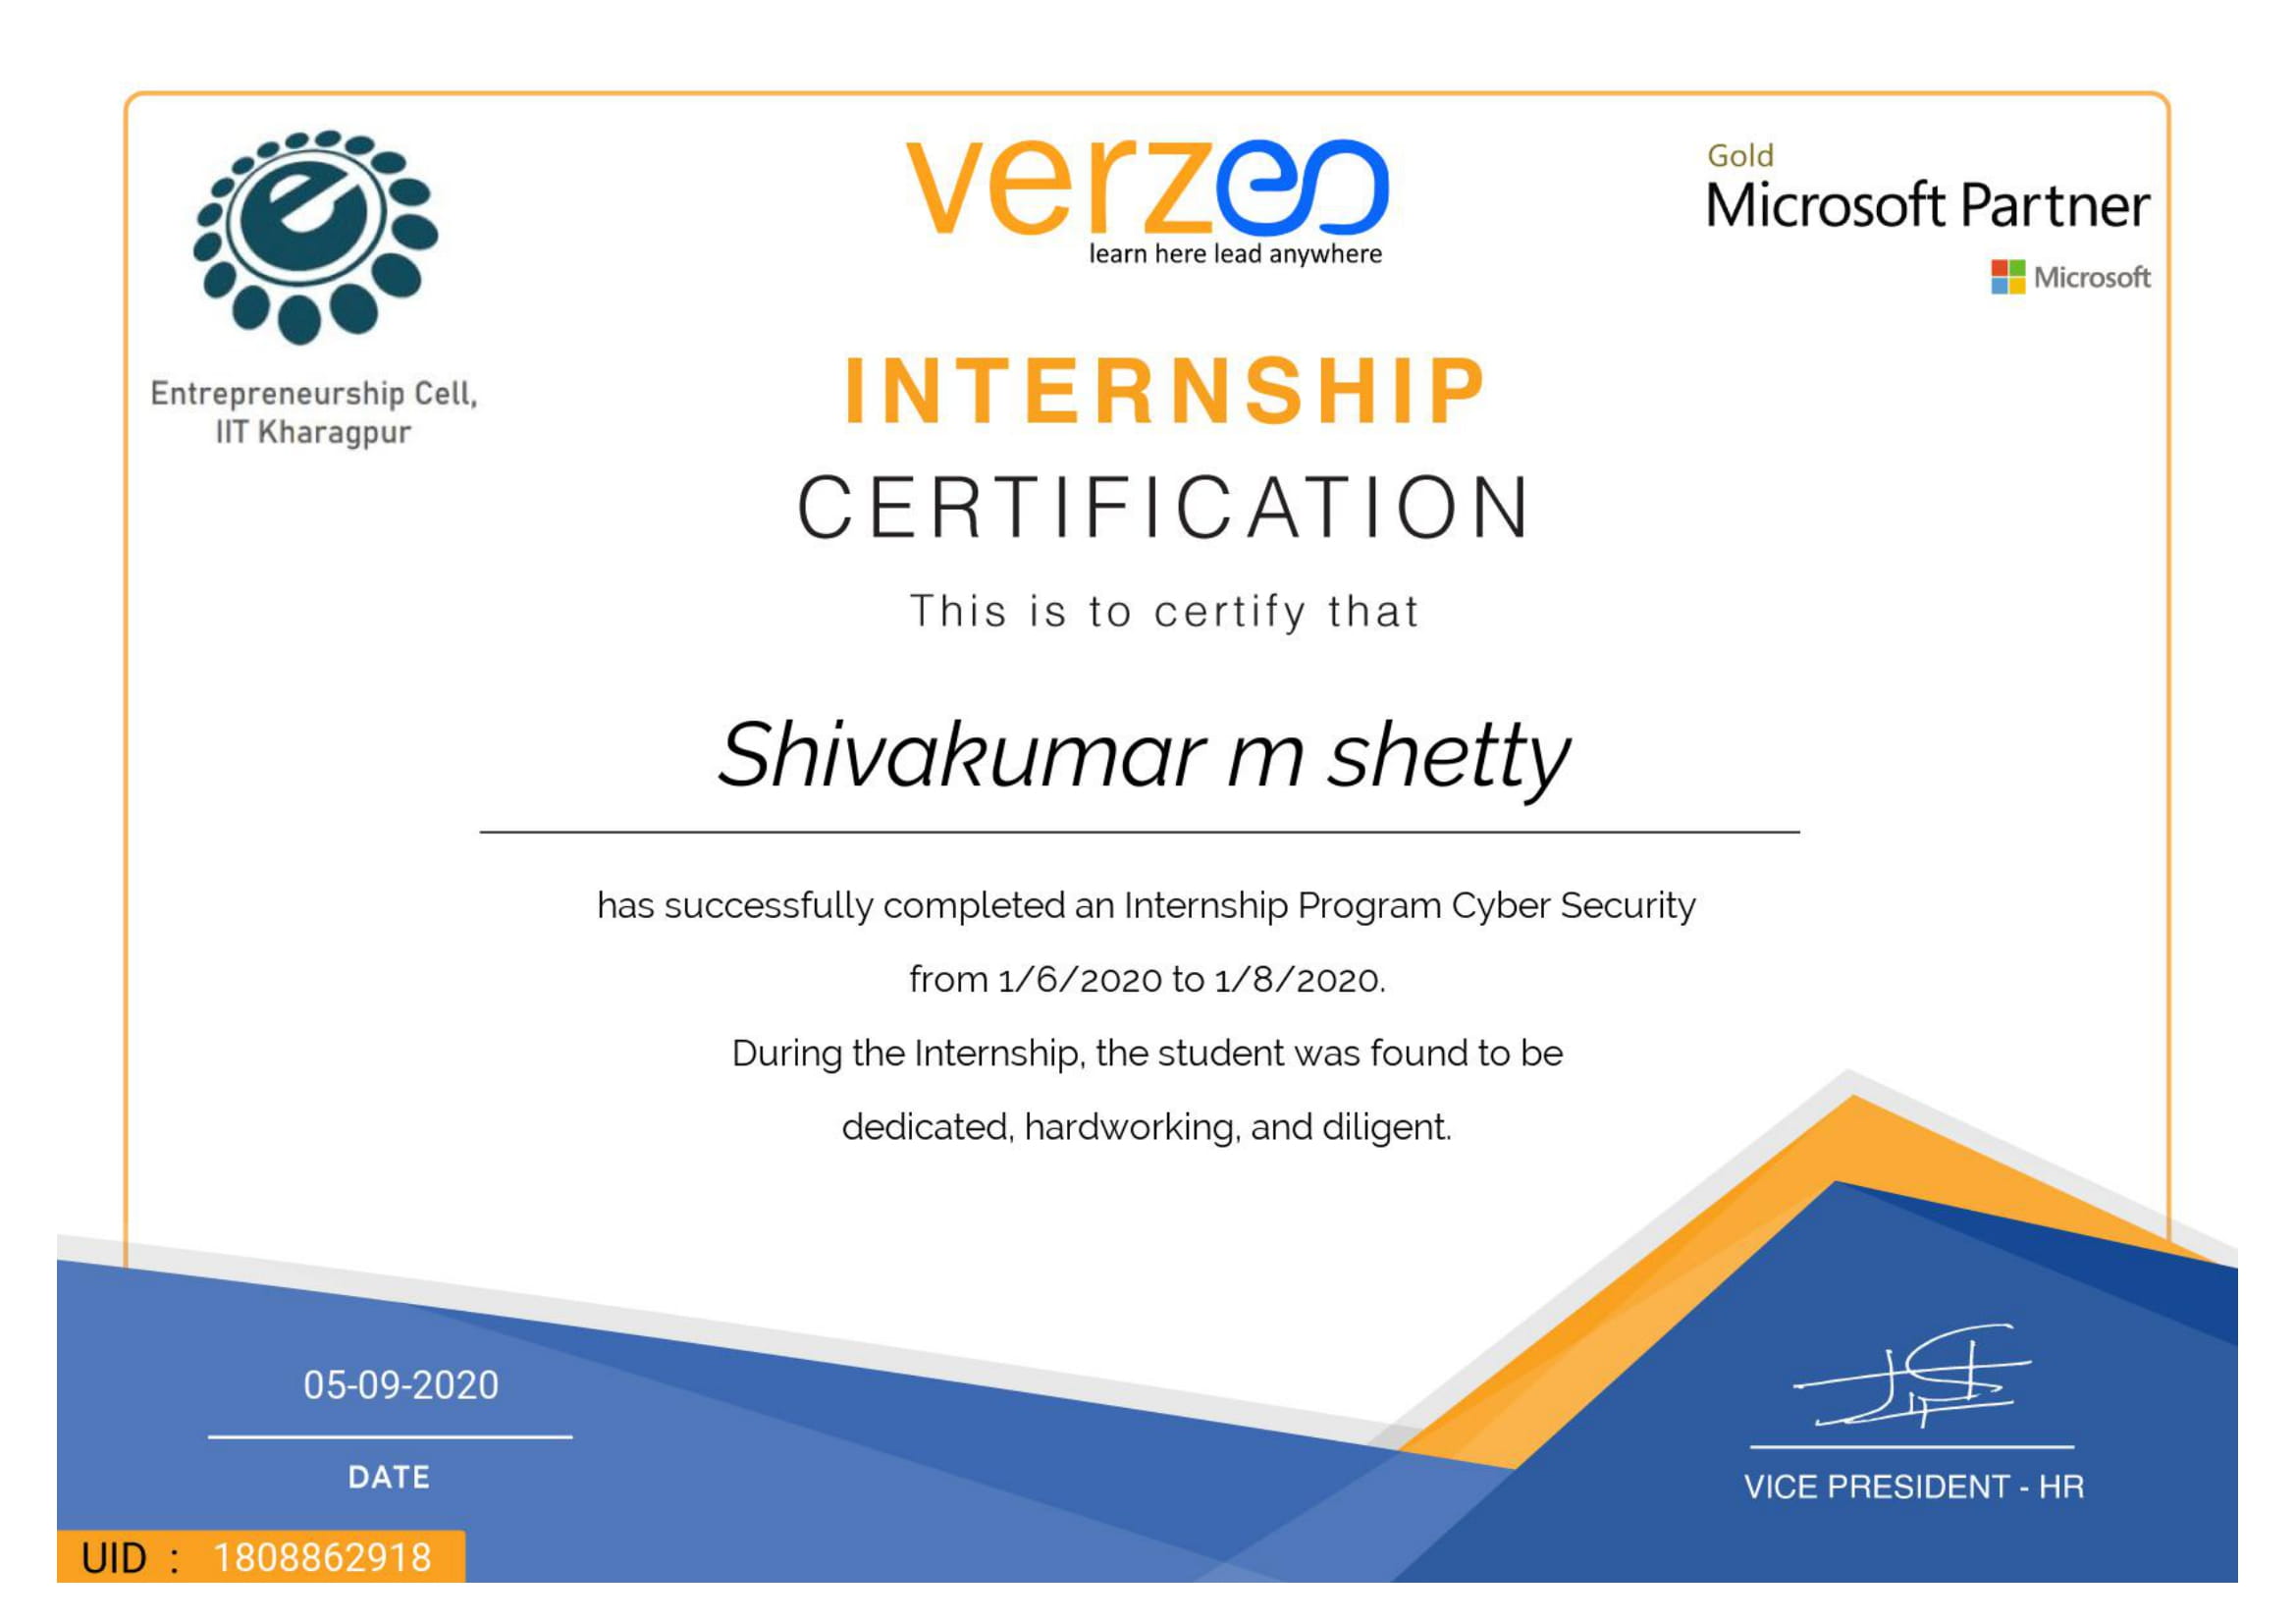 Entrepreneurship Cell,
IIT Kharagpur
verzeo
learn here lead anywhere
Gold
Microsoft Partner
Microsoft
INTERNSHIP
CERTIFICATION
This is to certify that
Shivakumar m shetty
has successfully completed an Internship Program Cyber Security
from 1/6/2020 to 1/8/2020.
During the Internship, the student was found to be
dedicated, hardworking, and diligent.
05-09-2020
DATE
VICE PRESIDENT - HR
UID : 1808862918